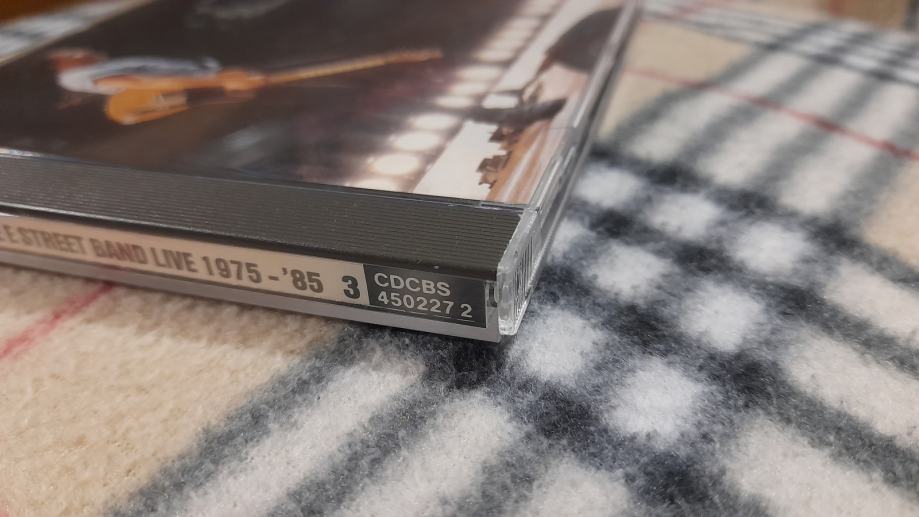 E STREET BAND LIVE 1975-'85 3
CDCBS
450227 2